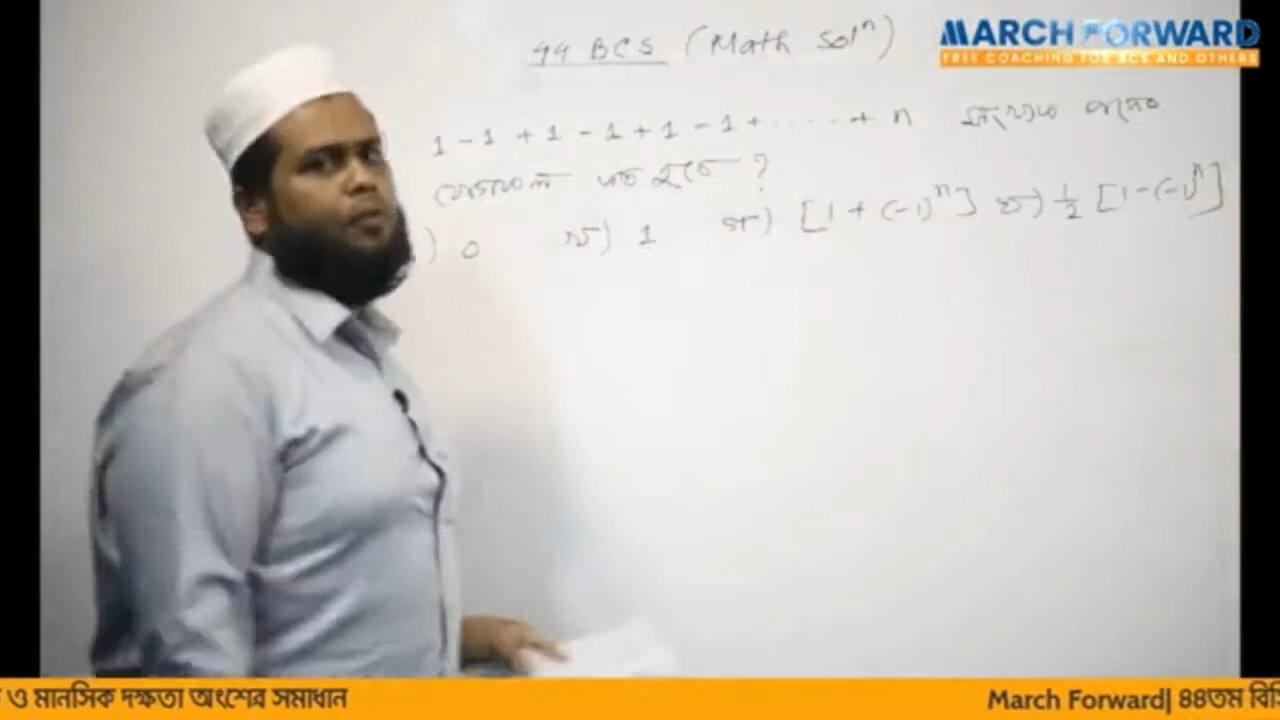 44 BCS (Math Solⁿ)
MARCH FORWARD
FREE COACHING FOR BCS AND OTHERS
1 - 1 + 1 - 1 + 1 - 1 + ..... + n সংখ্যক পদের
যোগফল কত হবে ?
) 0 খ) 1 গ) [1 + (-1)ⁿ] ঘ) 1/2 [1 - (-1)ⁿ]
ও মানসিক দক্ষতা অংশের সমাধান
March Forward| ৪৪তম বিসি